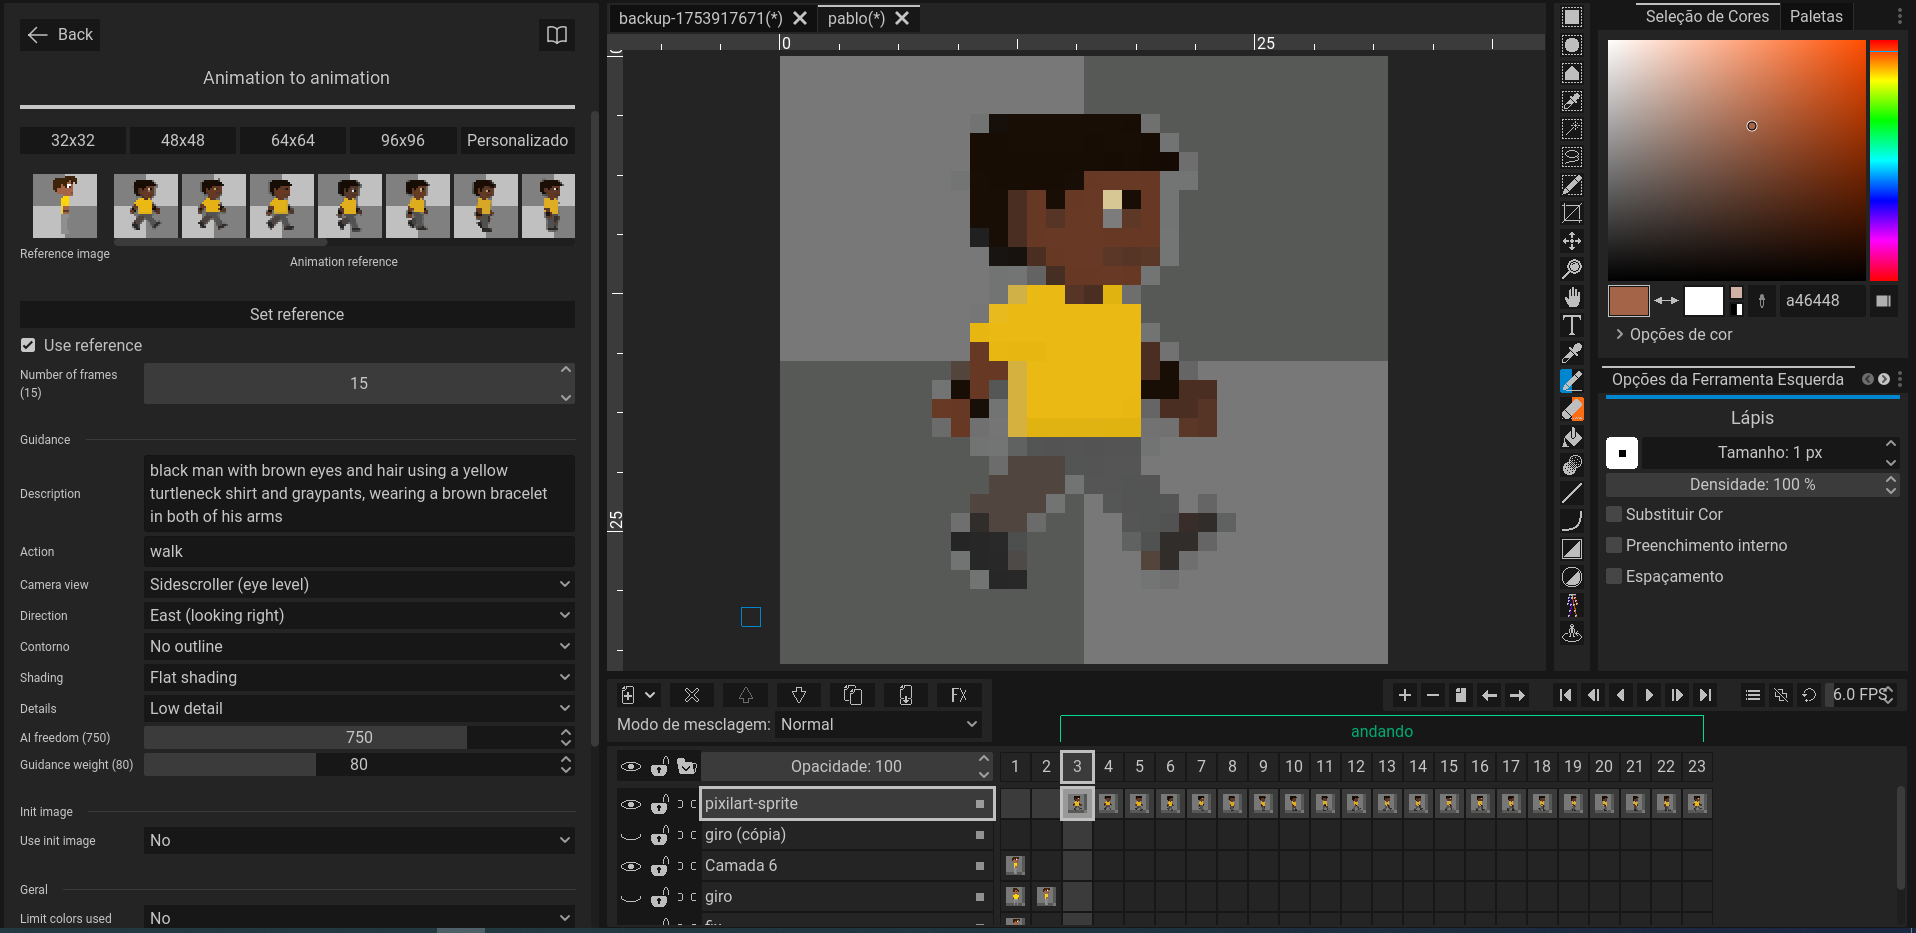 Back
Animation to animation
32x32 48x48 64x64 96x96 Personalizado
Reference image
Animation reference
Set reference
Use reference
Number of frames
(15)
15
Guidance
Description
black man with brown eyes and hair using a yellow
turtleneck shirt and graypants, wearing a brown bracelet
in both of his arms
Action walk
Camera view Sidescroller (eye level)
Direction East (looking right)
Contorno No outline
Shading Flat shading
Details Low detail
AI freedom (750) 750
Guidance weight (80) 80
Init image
Use init image No
Geral
Limit colors used No
backup-1753917671(*) pablo(*)
0 25
0
25
Seleção de Cores Paletas
a46448
Opções de cor
Opções da Ferramenta Esquerda
Lápis
Tamanho: 1 px
Densidade: 100 %
Substituir Cor
Preenchimento interno
Espaçamento
FX
6.0 FPS
Modo de mesclagem: Normal
andando
Opacidade: 100
1 2 3 4 5 6 7 8 9 10 11 12 13 14 15 16 17 18 19 20 21 22 23
pixilart-sprite
giro (cópia)
Camada 6
giro